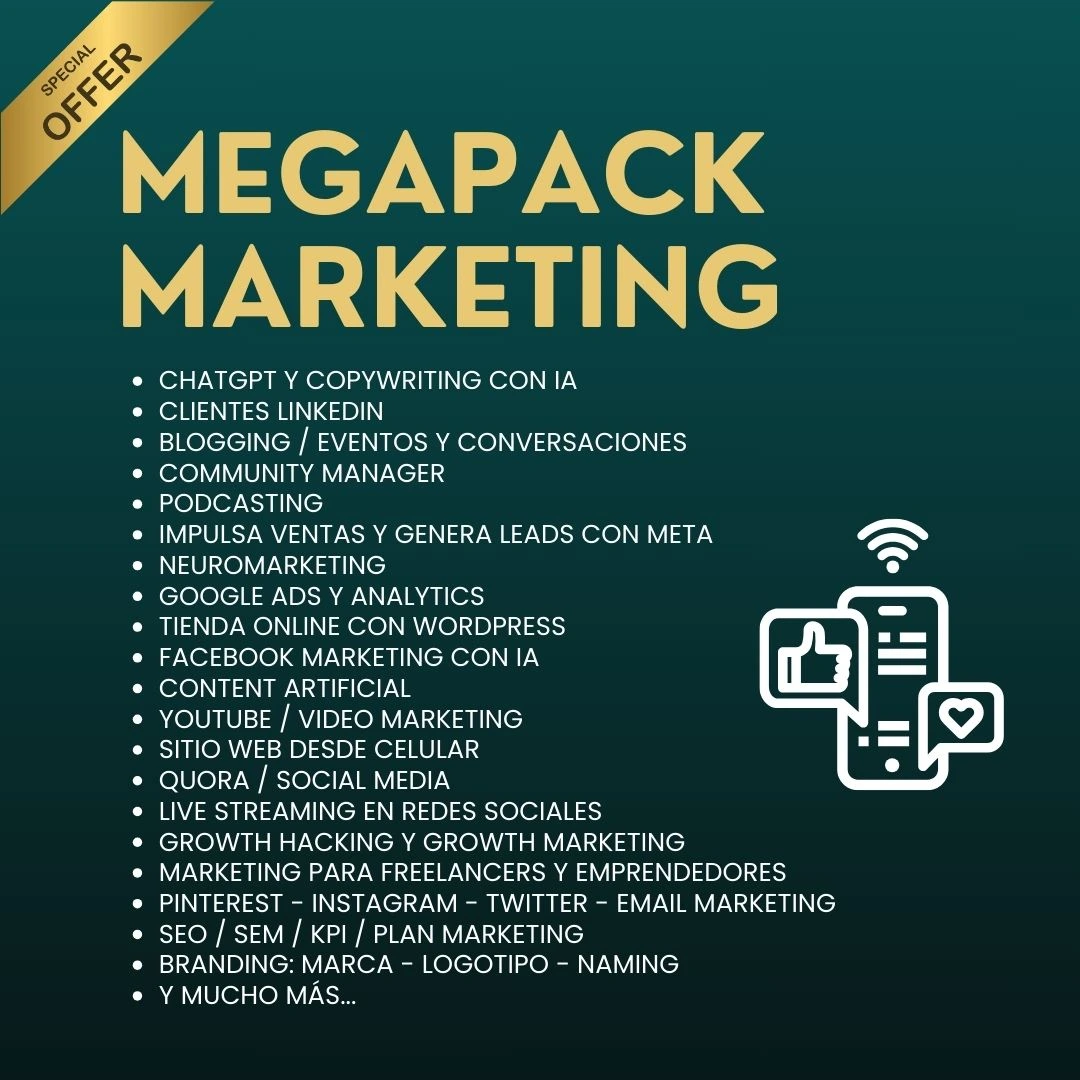 SPECIAL
OFFER
MEGAPACK
MARKETING
• CHATGPT Y COPYWRITING CON IA
• CLIENTES LINKEDIN
• BLOGGING / EVENTOS Y CONVERSACIONES
• COMMUNITY MANAGER
• PODCASTING
• IMPULSA VENTAS Y GENERA LEADS CON META
• NEUROMARKETING
• GOOGLE ADS Y ANALYTICS
• TIENDA ONLINE CON WORDPRESS
• FACEBOOK MARKETING CON IA
• CONTENT ARTIFICIAL
• YOUTUBE / VIDEO MARKETING
• SITIO WEB DESDE CELULAR
• QUORA / SOCIAL MEDIA
• LIVE STREAMING EN REDES SOCIALES
• GROWTH HACKING Y GROWTH MARKETING
• MARKETING PARA FREELANCERS Y EMPRENDEDORES
• PINTEREST - INSTAGRAM - TWITTER - EMAIL MARKETING
• SEO / SEM / KPI / PLAN MARKETING
• BRANDING: MARCA - LOGOTIPO - NAMING
• Y MUCHO MÁS...